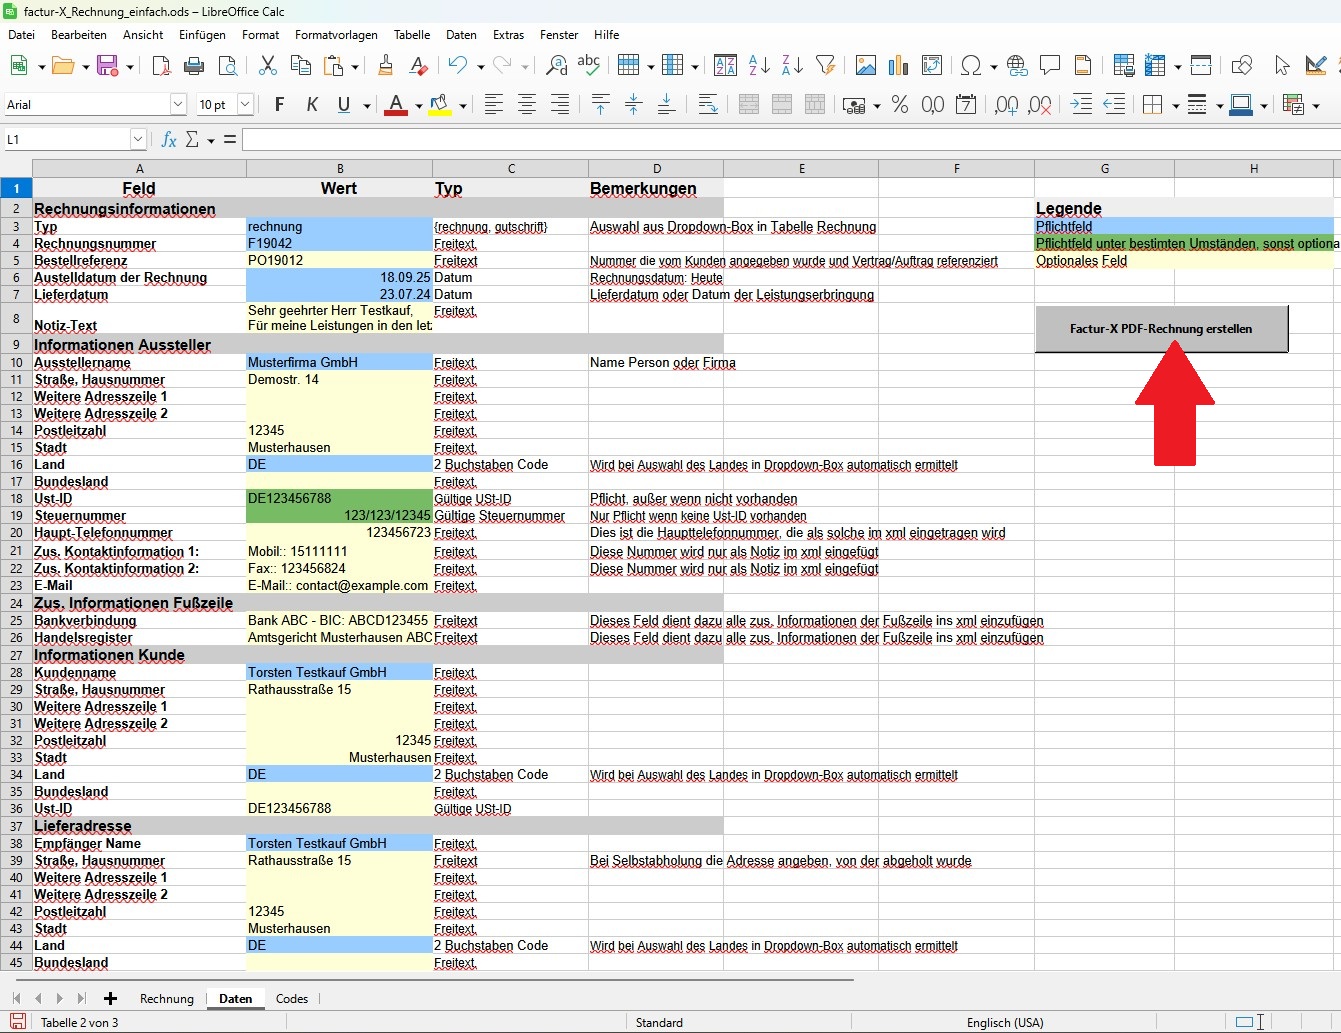 factur-X_Rechnung_einfach.ods – LibreOffice Calc
Datei Bearbeiten Ansicht Einfügen Format Formatvorlagen Tabelle Daten Extras Fenster Hilfe
Arial 10 pt F K U A % 0,0 7 ,00 ,00
L1 fx Σ =
A B C D E F G H
1 Feld Wert Typ Bemerkungen
2 Rechnungsinformationen Legende
3 Typ rechnung {rechnung, gutschrift} Auswahl aus Dropdown-Box in Tabelle Rechnung Pflichtfeld
4 Rechnungsnummer F19042 Freitext, Pflichtfeld unter bestimten Umständen, sonst optiona
5 Bestellreferenz PO19012 Freitext Nummer die vom Kunden angegeben wurde und Vertrag/Auftrag referenziert Optionales Feld
6 Austelldatum der Rechnung 18.09.25 Datum Rechnungsdatum: Heute
7 Lieferdatum 23.07.24 Datum Lieferdatum oder Datum der Leistungserbringung
8 Notiz-Text Sehr geehrter Herr Testkauf, Freitext,
Für meine Leistungen in den letz
Factur-X PDF-Rechnung erstellen
9 Informationen Aussteller
10 Ausstellername Musterfirma GmbH Freitext, Name Person oder Firma
11 Straße, Hausnummer Demostr. 14 Freitext,
12 Weitere Adresszeile 1 Freitext,
13 Weitere Adresszeile 2 Freitext,
14 Postleitzahl 12345 Freitext,
15 Stadt Musterhausen Freitext,
16 Land DE 2 Buchstaben Code Wird bei Auswahl des Landes in Dropdown-Box automatisch ermittelt
17 Bundesland Freitext,
18 Ust-ID DE123456788 Gültige USt-ID Pflicht, außer wenn nicht vorhanden
19 Steuernummer 123/123/12345 Gültige Steuernummer Nur Pflicht wenn keine Ust-ID vorhanden
20 Haupt-Telefonnummer 123456723 Freitext, Dies ist die Haupttelefonnummer, die als solche im xml eingetragen wird
21 Zus. Kontaktinformation 1: Mobil:: 15111111 Freitext, Diese Nummer wird nur als Notiz im xml eingefügt
22 Zus. Kontaktinformation 2: Fax:: 123456824 Freitext, Diese Nummer wird nur als Notiz im xml eingefügt
23 E-Mail E-Mail:: contact@example.com Freitext,
24 Zus. Informationen Fußzeile
25 Bankverbindung Bank ABC - BIC: ABCD123455 Freitext Dieses Feld dient dazu alle zus. Informationen der Fußzeile ins xml einzufügen
26 Handelsregister Amtsgericht Musterhausen ABC Freitext Dieses Feld dient dazu alle zus. Informationen der Fußzeile ins xml einzufügen
27 Informationen Kunde
28 Kundenname Torsten Testkauf GmbH Freitext,
29 Straße, Hausnummer Rathausstraße 15 Freitext,
30 Weitere Adresszeile 1 Freitext,
31 Weitere Adresszeile 2 Freitext,
32 Postleitzahl 12345 Freitext,
33 Stadt Musterhausen Freitext,
34 Land DE 2 Buchstaben Code Wird bei Auswahl des Landes in Dropdown-Box automatisch ermittelt
35 Bundesland Freitext,
36 Ust-ID DE123456788 Gültige USt-ID
37 Lieferadresse
38 Empfänger Name Torsten Testkauf GmbH Freitext,
39 Straße, Hausnummer Rathausstraße 15 Freitext Bei Selbstabholung die Adresse angeben, von der abgeholt wurde
40 Weitere Adresszeile 1 Freitext,
41 Weitere Adresszeile 2 Freitext,
42 Postleitzahl 12345 Freitext,
43 Stadt Musterhausen Freitext,
44 Land DE 2 Buchstaben Code Wird bei Auswahl des Landes in Dropdown-Box automatisch ermittelt
45 Bundesland Freitext,
Rechnung Daten Codes
Tabelle 2 von 3 Standard Englisch (USA)